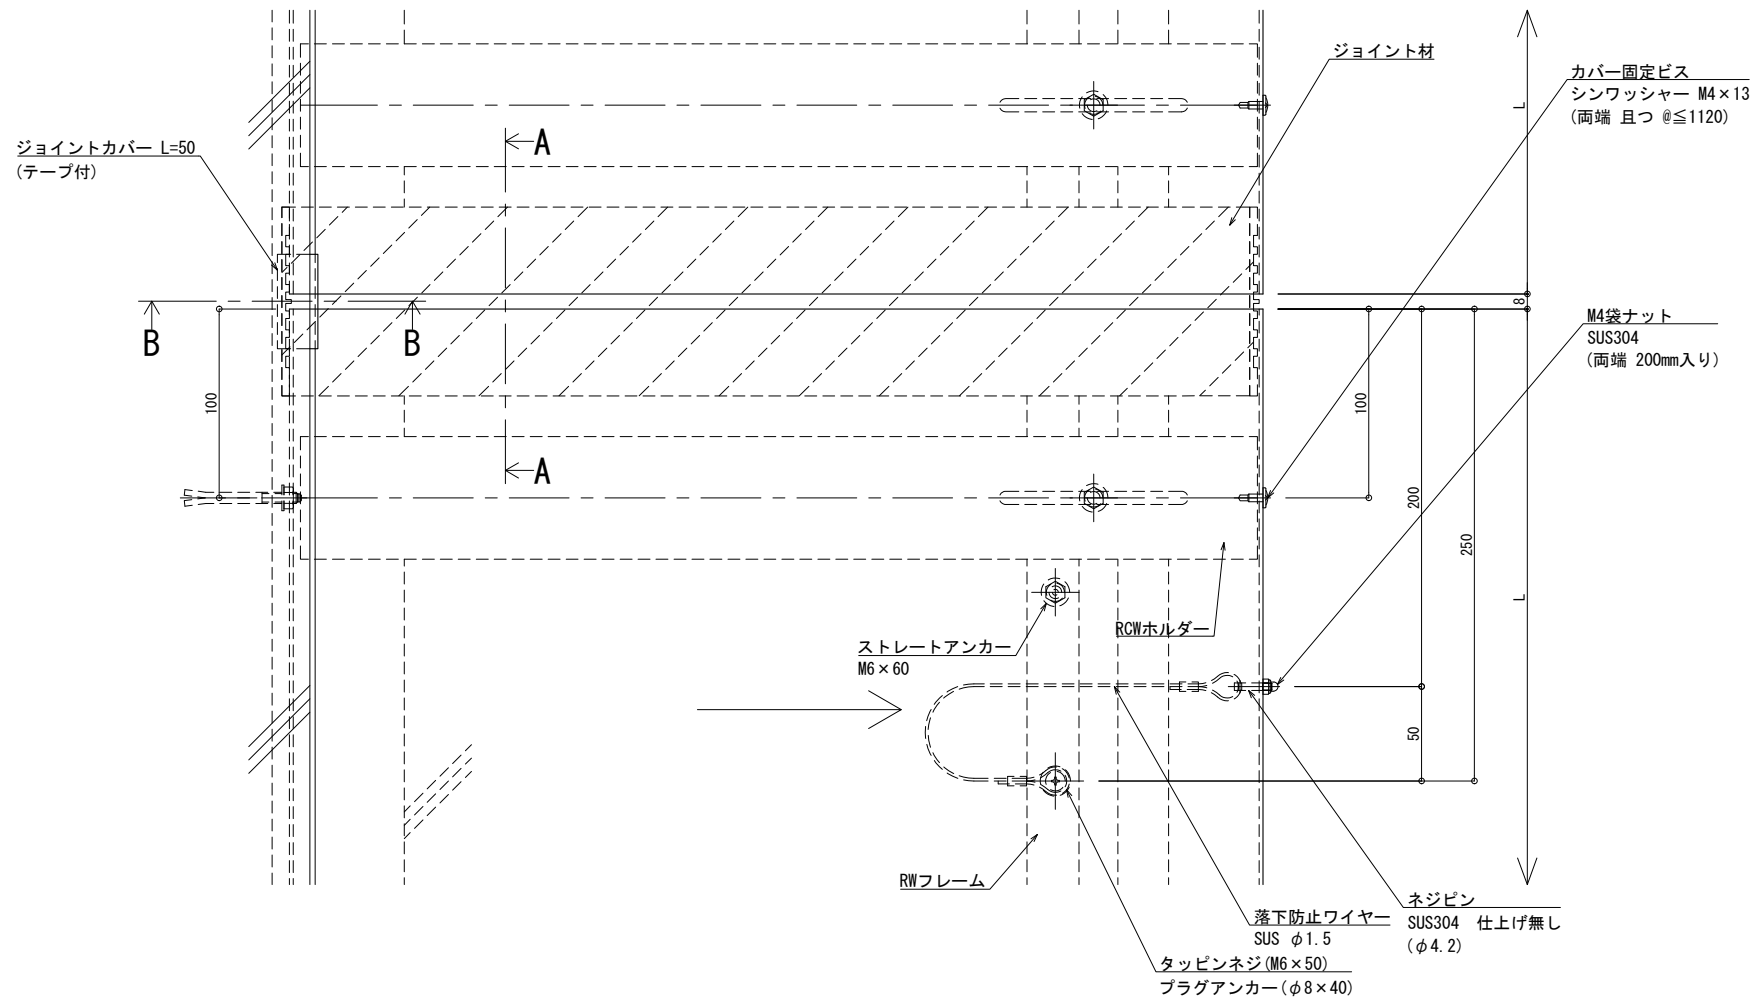 ジョイント材
カバー固定ビス
シンワッシャー M4×13
(両端 且つ @≦1120)
L
A
ジョイントカバー L=50
(テープ付)
8
B
B
M4袋ナット
SUS304
(両端 200mm入り)
100
100
A
200
250
L
RCWホルダー
ストレートアンカー
M6×60
50
RWフレーム
ネジピン
SUS304 仕上げ無し
(φ4.2)
落下防止ワイヤー
SUS φ1.5
タッピンネジ(M6×50)
プラグアンカー(φ8×40)